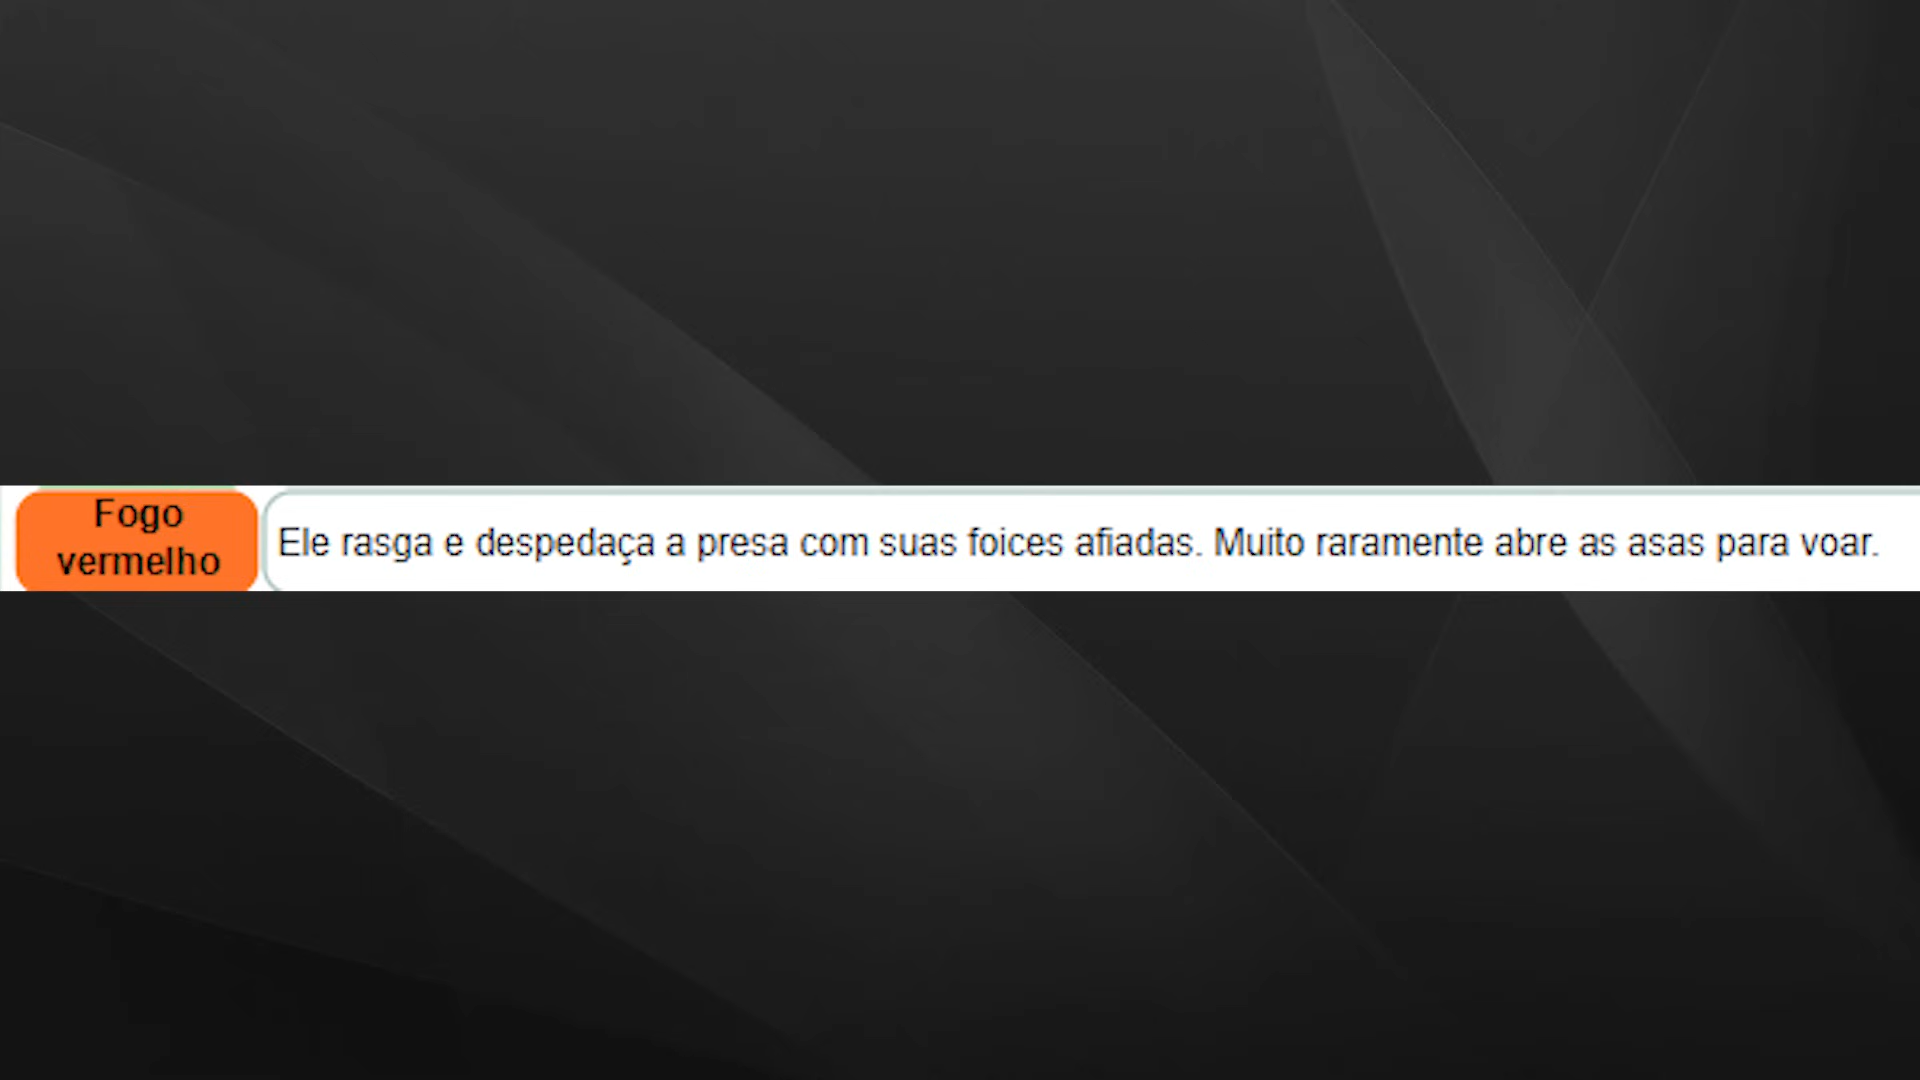 Fogo
vermelho
Ele rasga e despedaça a presa com suas foices afiadas. Muito raramente abre as asas para voar.